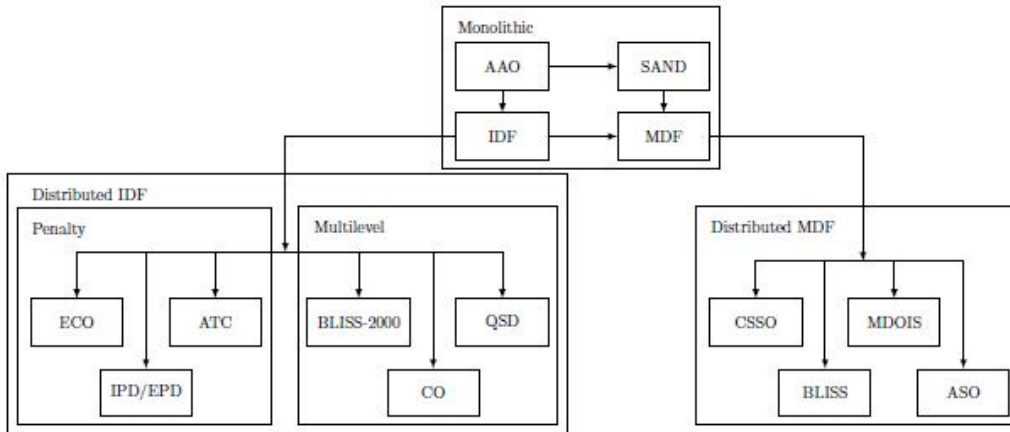 Monolithic
AAO
SAND
IDF
MDF
Distributed IDF
Penalty
ECO
ATC
IPD/EPD
Multilevel
BLISS-2000
QSD
CO
Distributed MDF
CSSO
MDOIS
BLISS
ASO